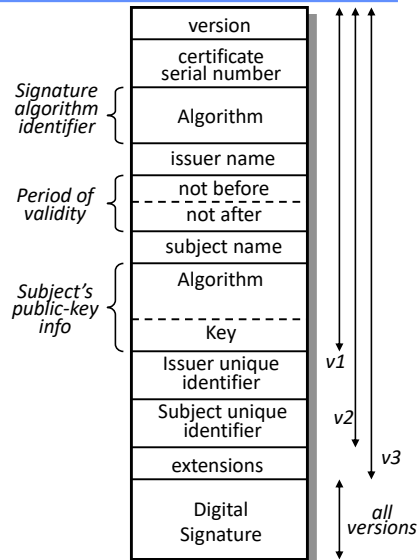 version
certificate
serial number
Signature
algorithm
identifier
Algorithm
issuer name
Period of
validity
not before
not after
subject name
Subject's
public-key
info
Algorithm
Key
Issuer unique
identifier
v1
Subject unique
identifier
v2
extensions
v3
Digital
Signature
all
versions